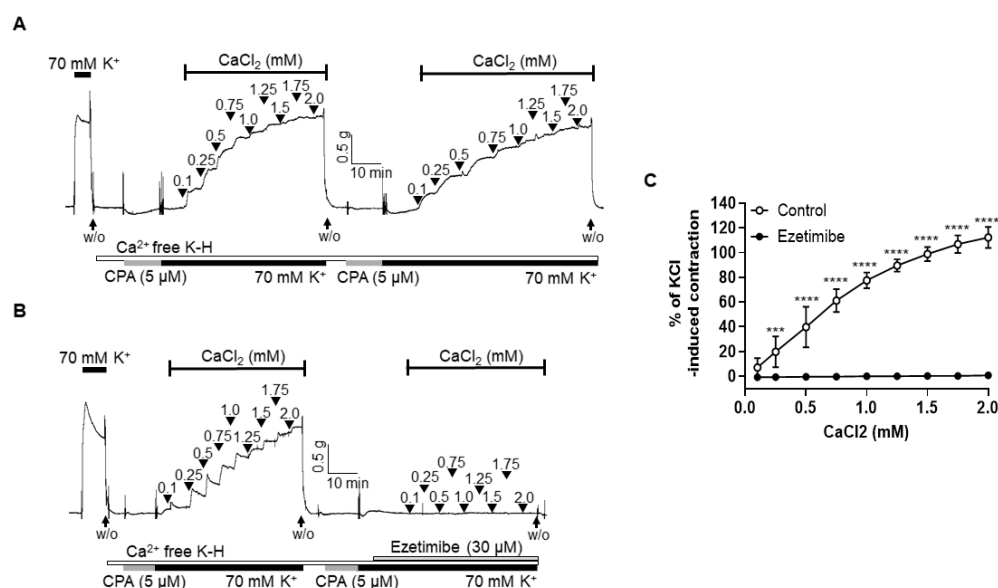 A
70 mM K⁺
CaCl₂ (mM)
CaCl₂ (mM)
0.1
0.25
0.5
0.75
1.0
1.25
1.5
1.75
2.0
0.5 g
10 min
0.1
0.25
0.5
0.75
1.0
1.25
1.5
1.75
2.0
w/o
w/o
w/o
Ca²⁺ free K-H
CPA (5 µM)
70 mM K⁺
CPA (5 µM)
70 mM K⁺
B
70 mM K⁺
CaCl₂ (mM)
CaCl₂ (mM)
0.1
0.25
0.5
0.75
1.0
1.25
1.5
1.75
2.0
0.5 g
10 min
0.1
0.25
0.5
0.75
1.0
1.25
1.5
1.75
2.0
w/o
w/o
w/o
Ca²⁺ free K-H
Ezetimibe (30 µM)
CPA (5 µM)
70 mM K⁺
CPA (5 µM)
70 mM K⁺
C
% of KCl
-induced contraction
140
120
100
80
60
40
20
0
Control
Ezetimibe
***
****
****
****
****
****
****
****
0.0
0.5
1.0
1.5
2.0
CaCl2 (mM)